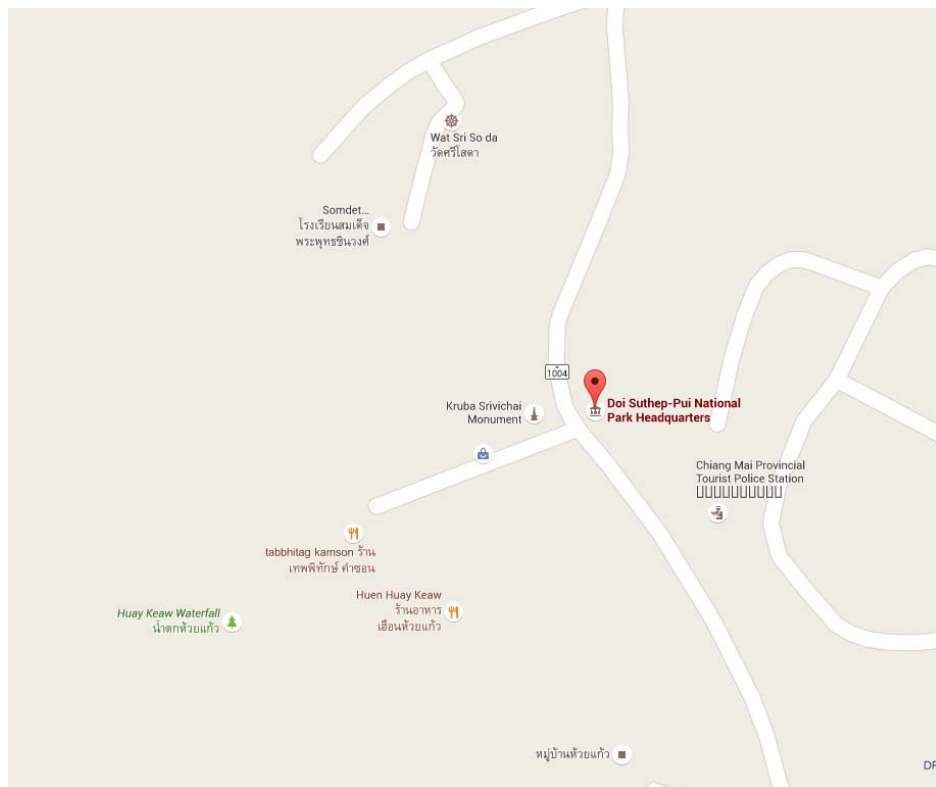 Wat Sri So da
วัดศรีโสดา
Somdet...
โรงเรียนสมเด็จ
พระพุทธชินวงศ์
1004
Kruba Srivichai
Monument
Doi Suthep-Pui National
Park Headquarters
Chiang Mai Provincial
Tourist Police Station
tabbhitag kamson ร้าน
เทพพิทักษ์ คำซอน
Huen Huay Keaw
ร้านอาหาร
เฮือนห้วยแก้ว
Huay Keaw Waterfall
น้ำตกห้วยแก้ว
หมู่บ้านห้วยแก้ว